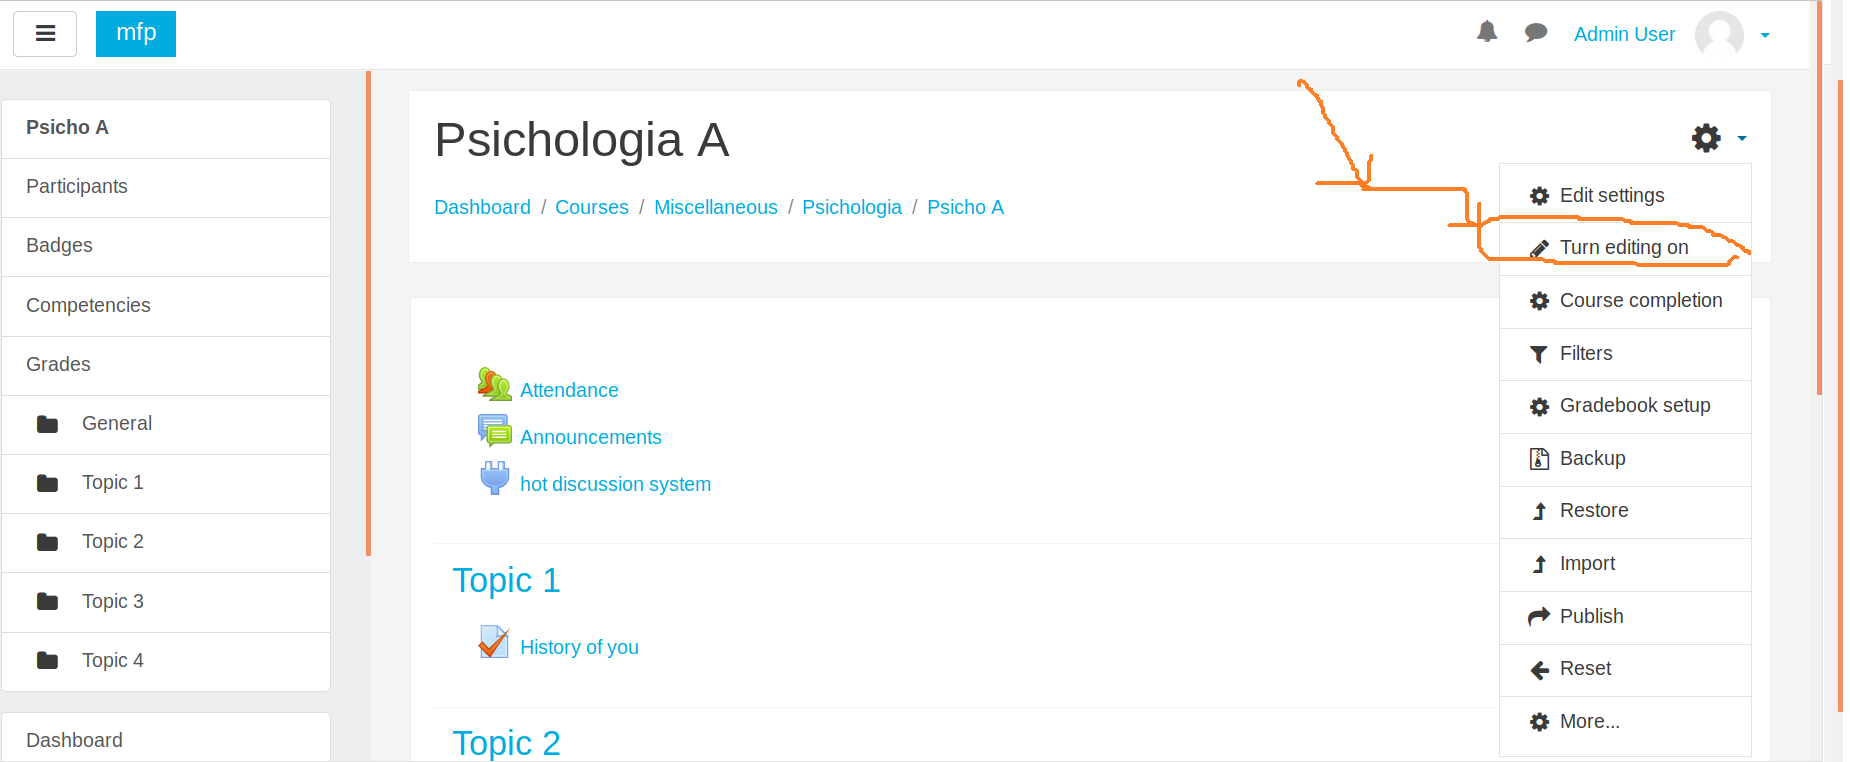 mfp
Admin User
Psicho A
Participants
Badges
Competencies
Grades
General
Topic 1
Topic 2
Topic 3
Topic 4
Dashboard
Psichologia A
Dashboard / Courses / Miscellaneous / Psichologia / Psicho A
Edit settings
Turn editing on
Course completion
Filters
Gradebook setup
Backup
Restore
Import
Publish
Reset
More...
Attendance
Announcements
hot discussion system
Topic 1
History of you
Topic 2